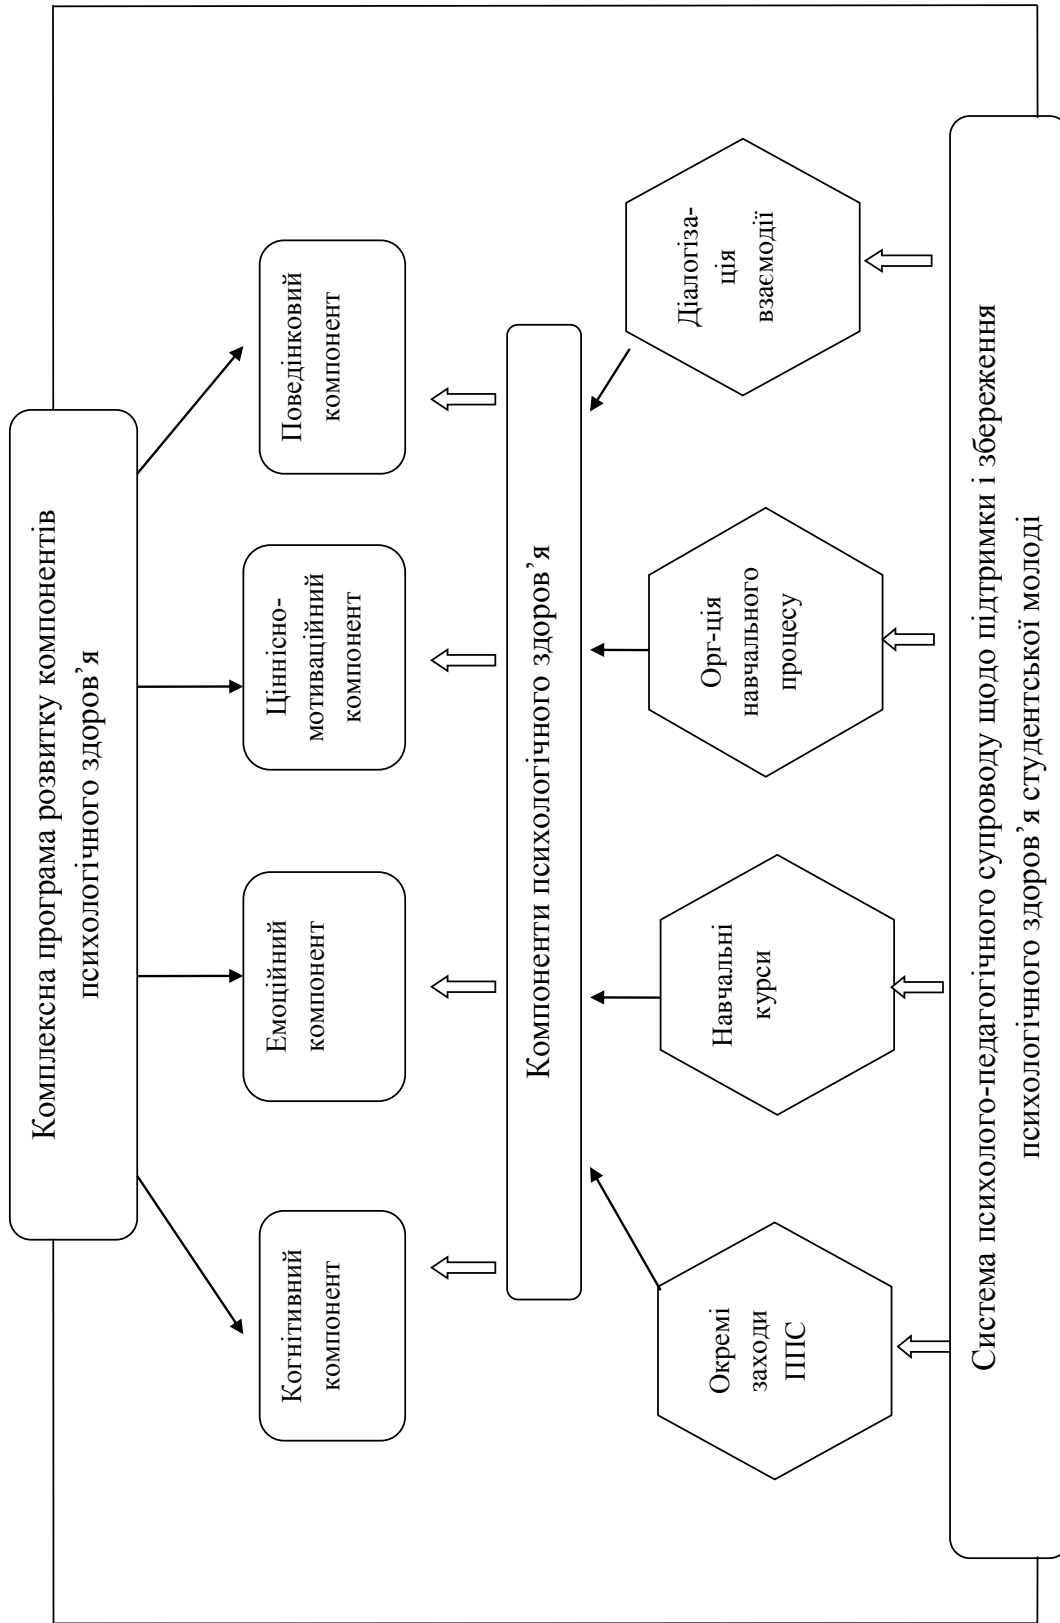 Комплексна програма розвитку компонентів
психологічного здоров’я
Когнітивний
компонент
Емоційний
компонент
Ціннісно-
мотиваційний
компонент
Поведінковий
компонент
Компоненти психологічного здоров’я
Окремі
заходи
ППС
Навчальні
курси
Орг-ція
навчального
процесу
Діалогіза-
ція
взаємодії
Система психолого-педагогічного супроводу щодо підтримки і збереження
психологічного здоров’я студентської молоді